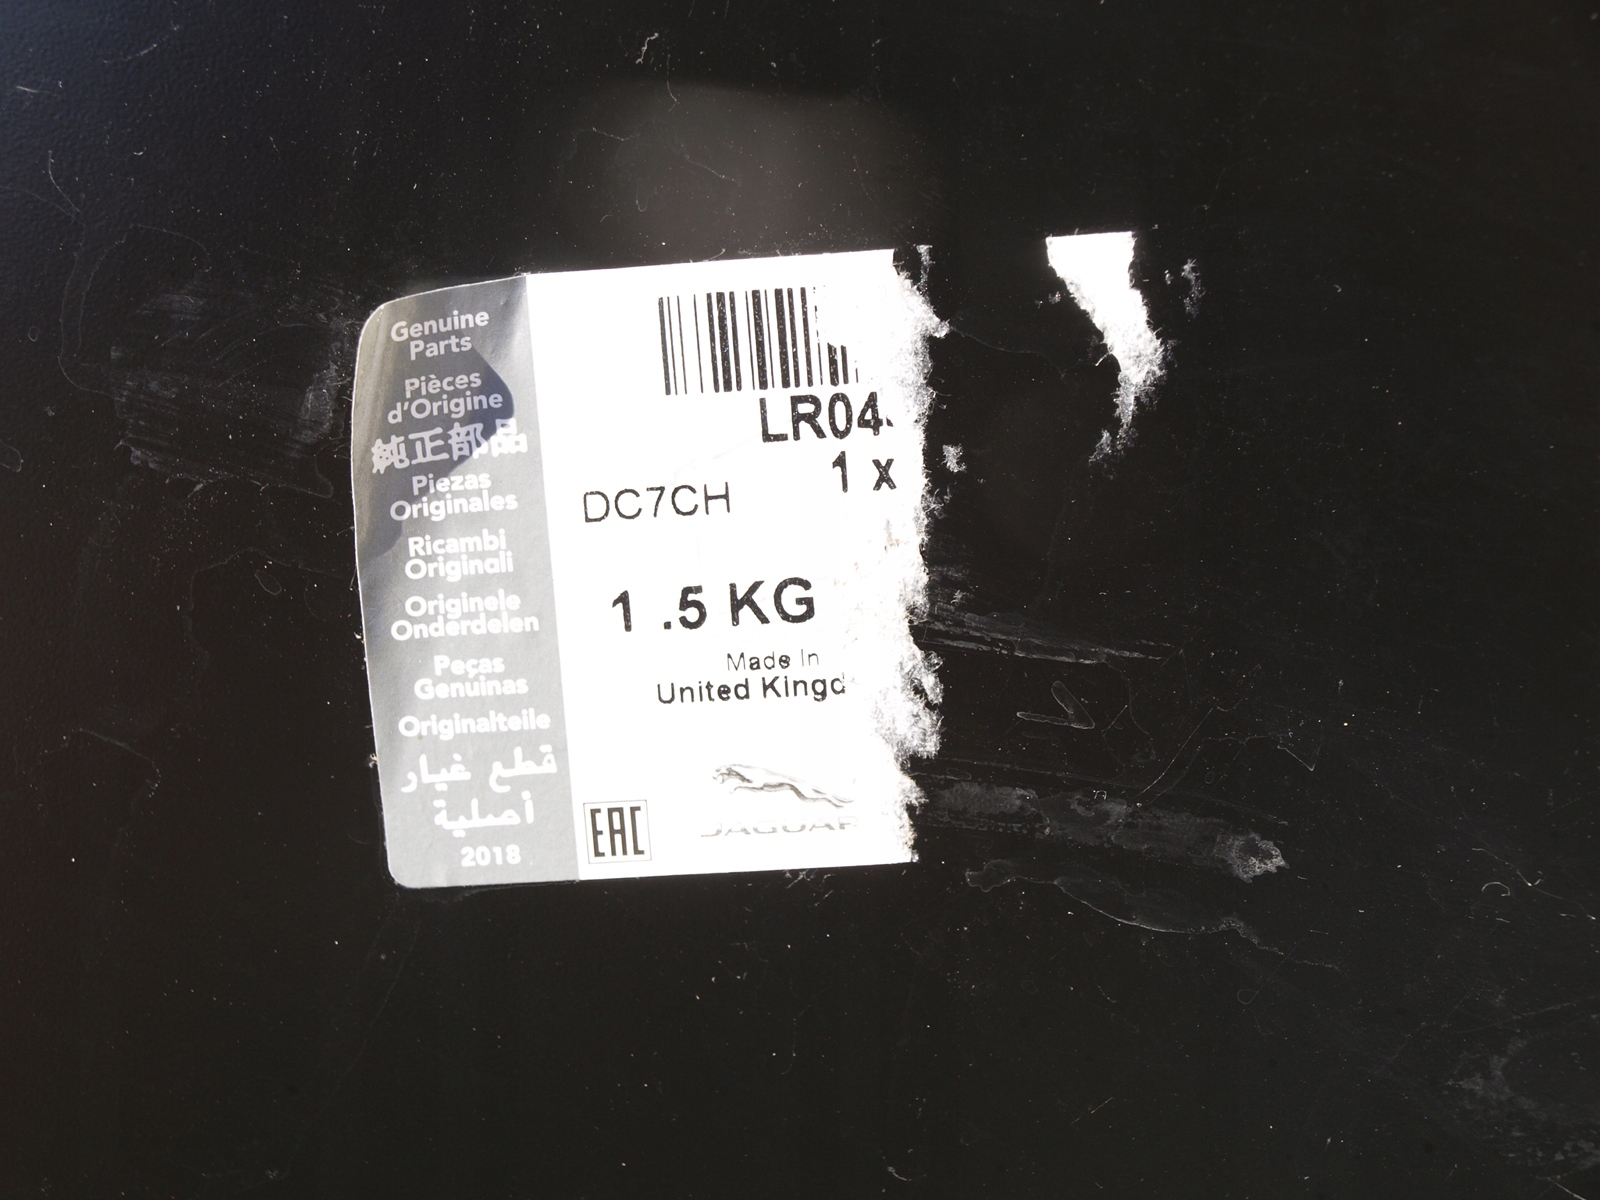 Genuine
Parts
Pièces
d'Origine
純正部品
Piezas
Originales
Ricambi
Originali
Originele
Onderdelen
Peças
Genuinas
Originalteile
قطع غيار
أصلية
2018
LR04
1 x
DC7CH
1 .5 KG
Made In
United Kingd
EAC
JAGUAR